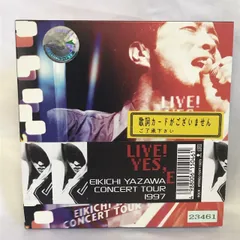 LIVE!
歌詞カードがございません
ご了承下さい
LIVE!
YES, E
EIKICHI YAZAWA
CONCERT TOUR
1997
23461
EIKICHI
CONCERT TOUR